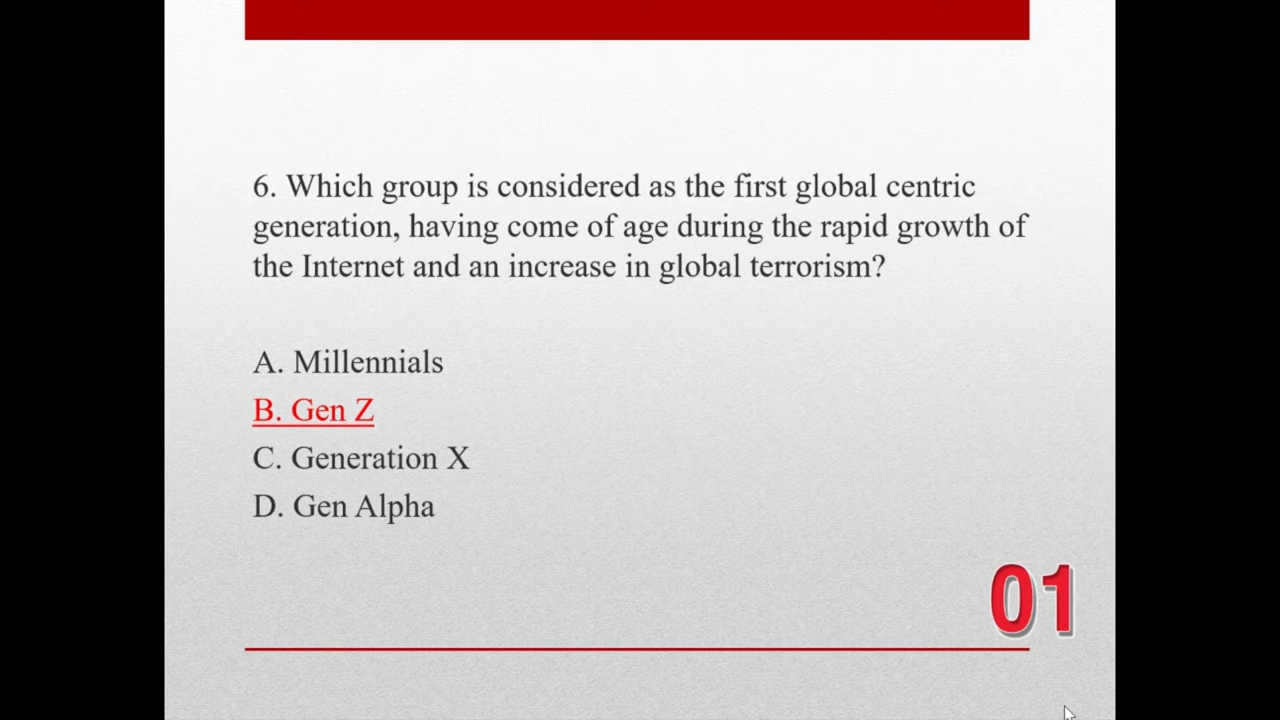 6. Which group is considered as the first global centric
generation, having come of age during the rapid growth of
the Internet and an increase in global terrorism?
A. Millennials
B. Gen Z
C. Generation X
D. Gen Alpha
01